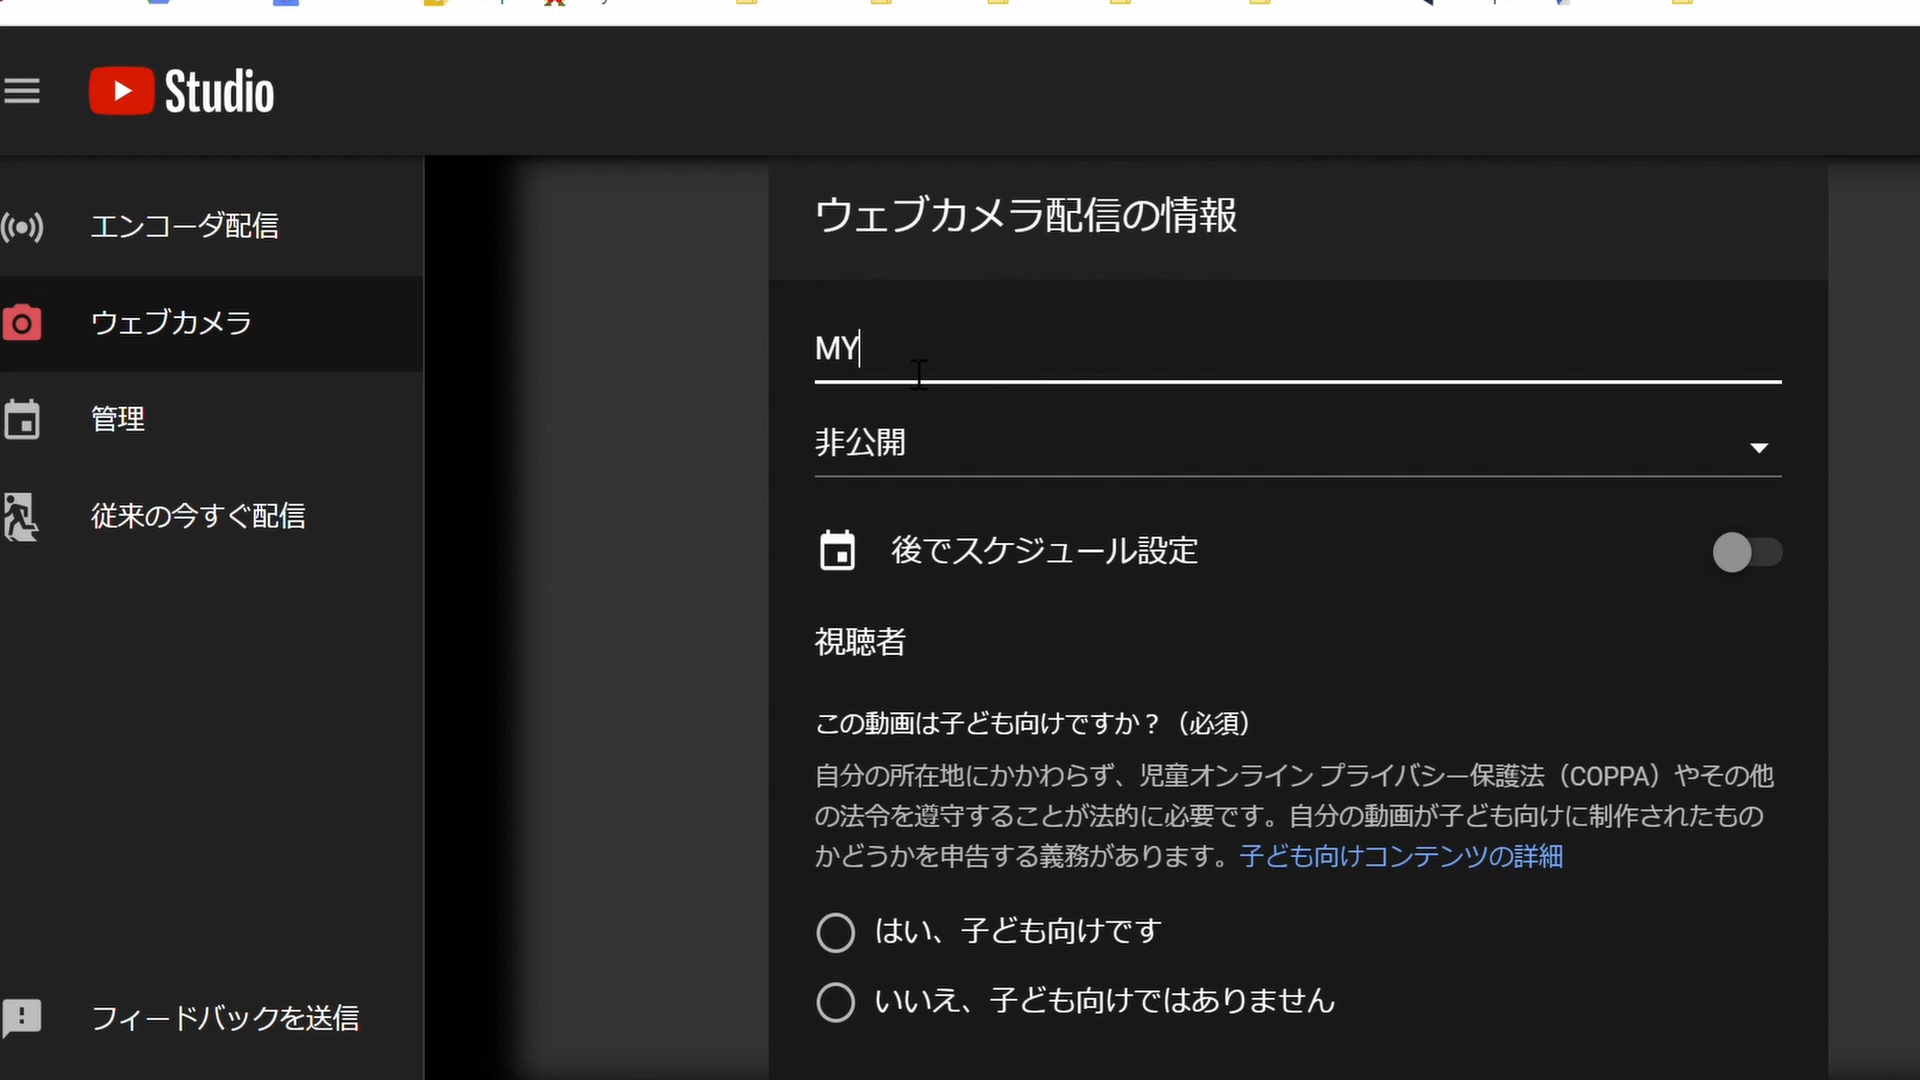 Studio
エンコーダ配信
ウェブカメラ
管理
従来の今すぐ配信
フィードバックを送信
ウェブカメラ配信の情報
MY
非公開
後でスケジュール設定
視聴者
この動画は子ども向けですか？（必須）
自分の所在地にかかわらず、児童オンライン プライバシー保護法（COPPA）やその他
の法令を遵守することが法的に必要です。自分の動画が子ども向けに制作されたもの
かどうかを申告する義務があります。子ども向けコンテンツの詳細
はい、子ども向けです
いいえ、子ども向けではありません